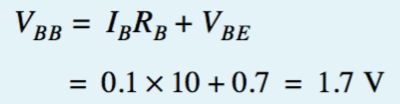 V_BB = I_B R_B + V_BE
= 0.1 × 10 + 0.7 = 1.7 V